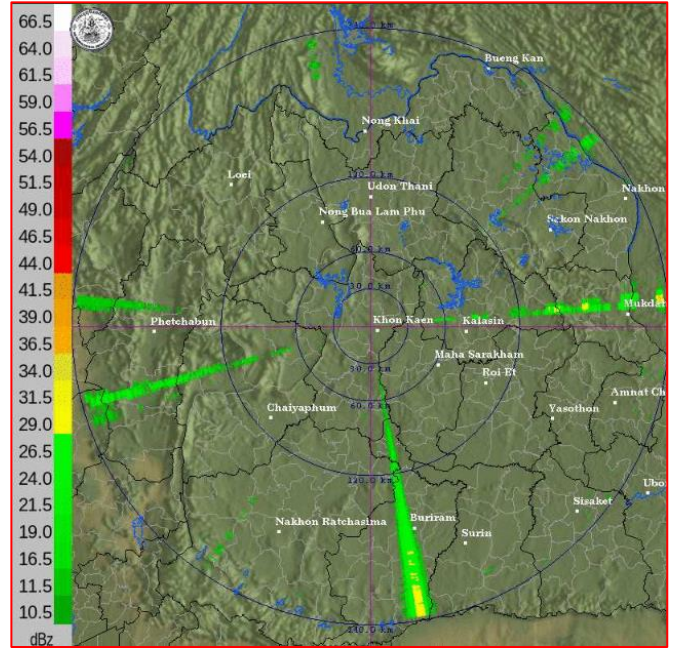 66.5
64.0
61.5
59.0
56.5
54.0
51.5
49.0
46.5
44.0
41.5
39.0
36.5
34.0
31.5
29.0
26.5
24.0
21.5
19.0
16.5
14.0
11.5
10.5
dBz
Bueng Kan
Nong Khai
Loei
Udon Thani
Nong Bua Lam Phu
Nakhon
Sakon Nakhon
Mukdah
Phetchabun
Khon Kaen
Kalasin
30.0 km
Maha Sarakham
Roi-Et
60.0 km
Chaiyaphum
Amnat Ch
Yasothon
120.0 km
Ubo
Sisaket
Nakhon Ratchasima
Buriram
Surin